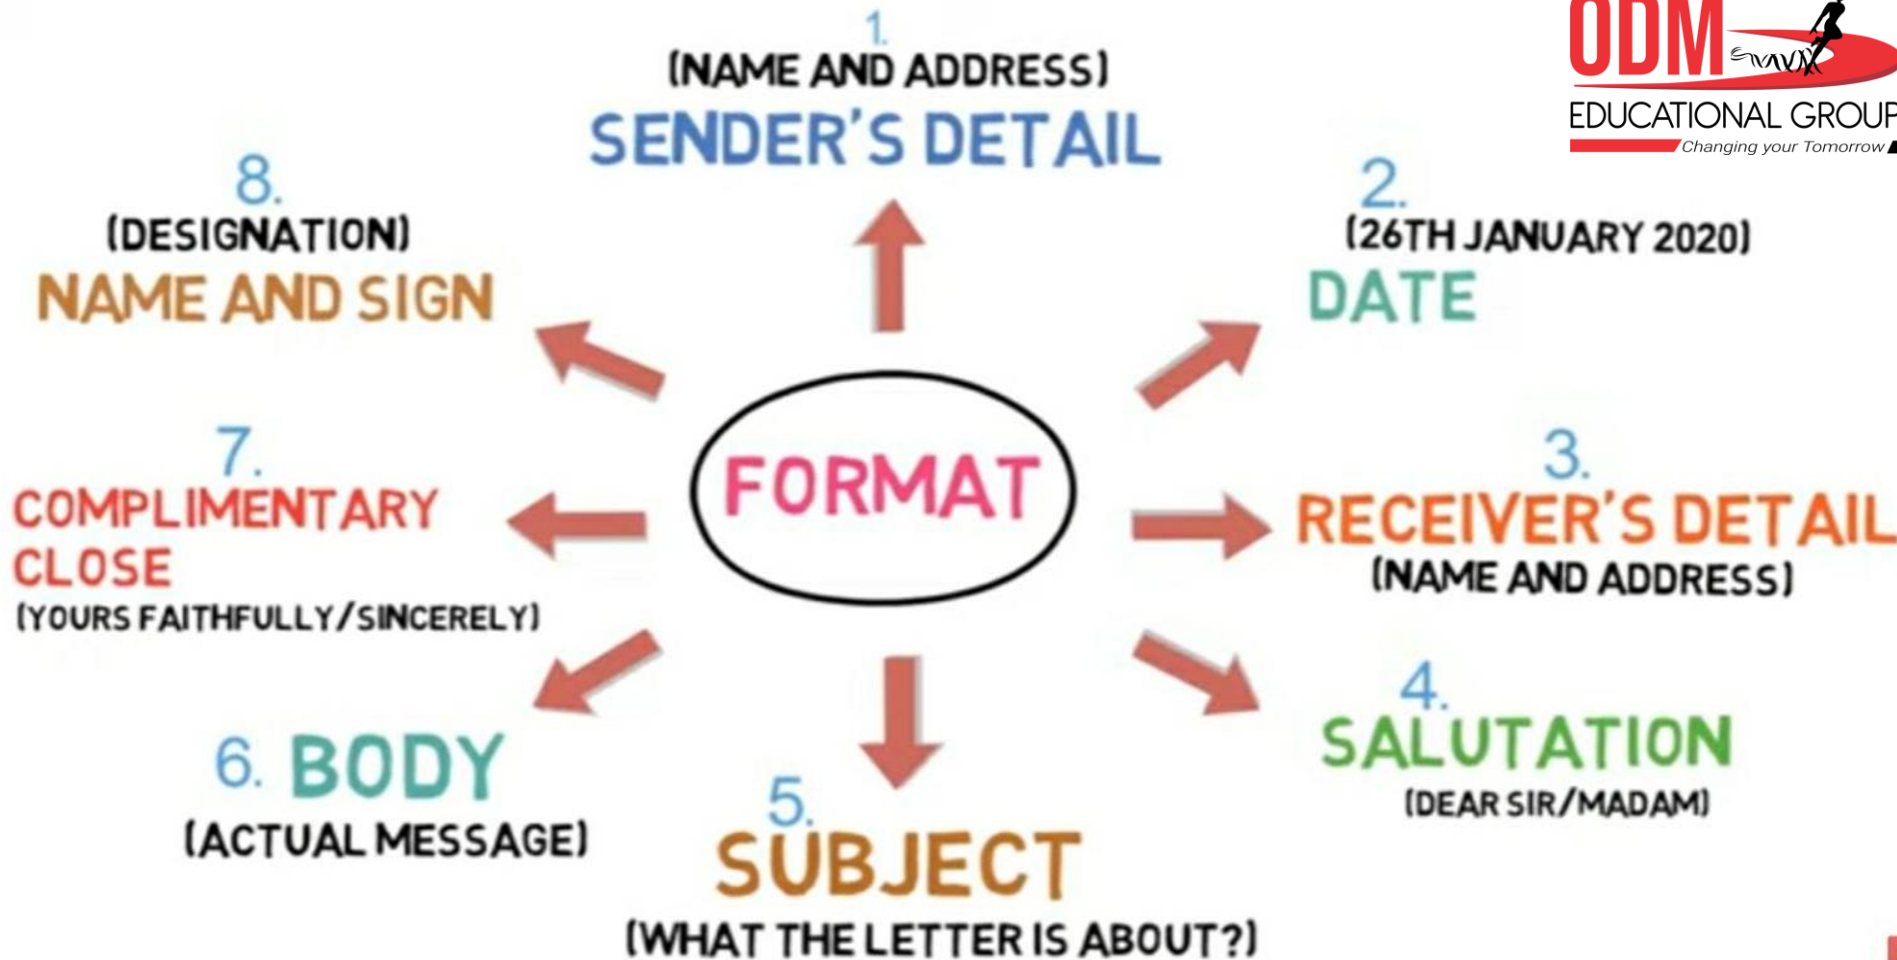 1.
(NAME AND ADDRESS)
SENDER'S DETAIL
ODM
EDUCATIONAL GROUP
Changing your Tomorrow
2.
(26TH JANUARY 2020)
DATE
3.
RECEIVER'S DETAIL
(NAME AND ADDRESS)
4.
SALUTATION
(DEAR SIR/MADAM)
5.
SUBJECT
(WHAT THE LETTER IS ABOUT?)
6. BODY
(ACTUAL MESSAGE)
7.
COMPLIMENTARY
CLOSE
(YOURS FAITHFULLY/SINCERELY)
8.
(DESIGNATION)
NAME AND SIGN
FORMAT